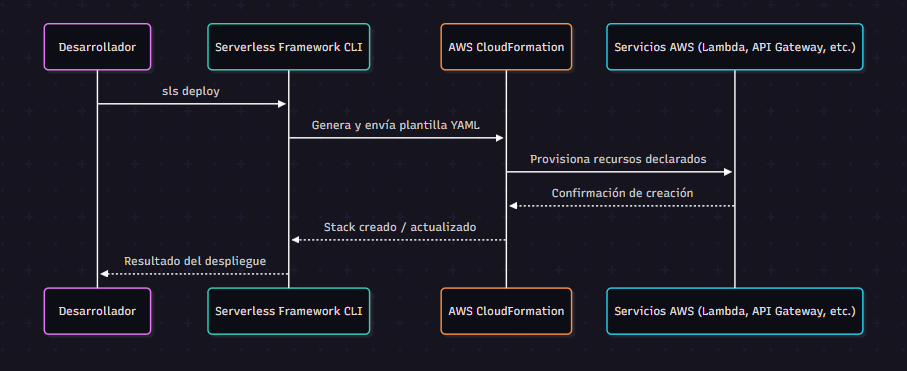 Desarrollador
Serverless Framework CLI
AWS CloudFormation
Servicios AWS (Lambda, API Gateway, etc.)
sls deploy
Genera y envía plantilla YAML
Provisiona recursos declarados
Confirmación de creación
Stack creado / actualizado
Resultado del despliegue
Desarrollador
Serverless Framework CLI
AWS CloudFormation
Servicios AWS (Lambda, API Gateway, etc.)